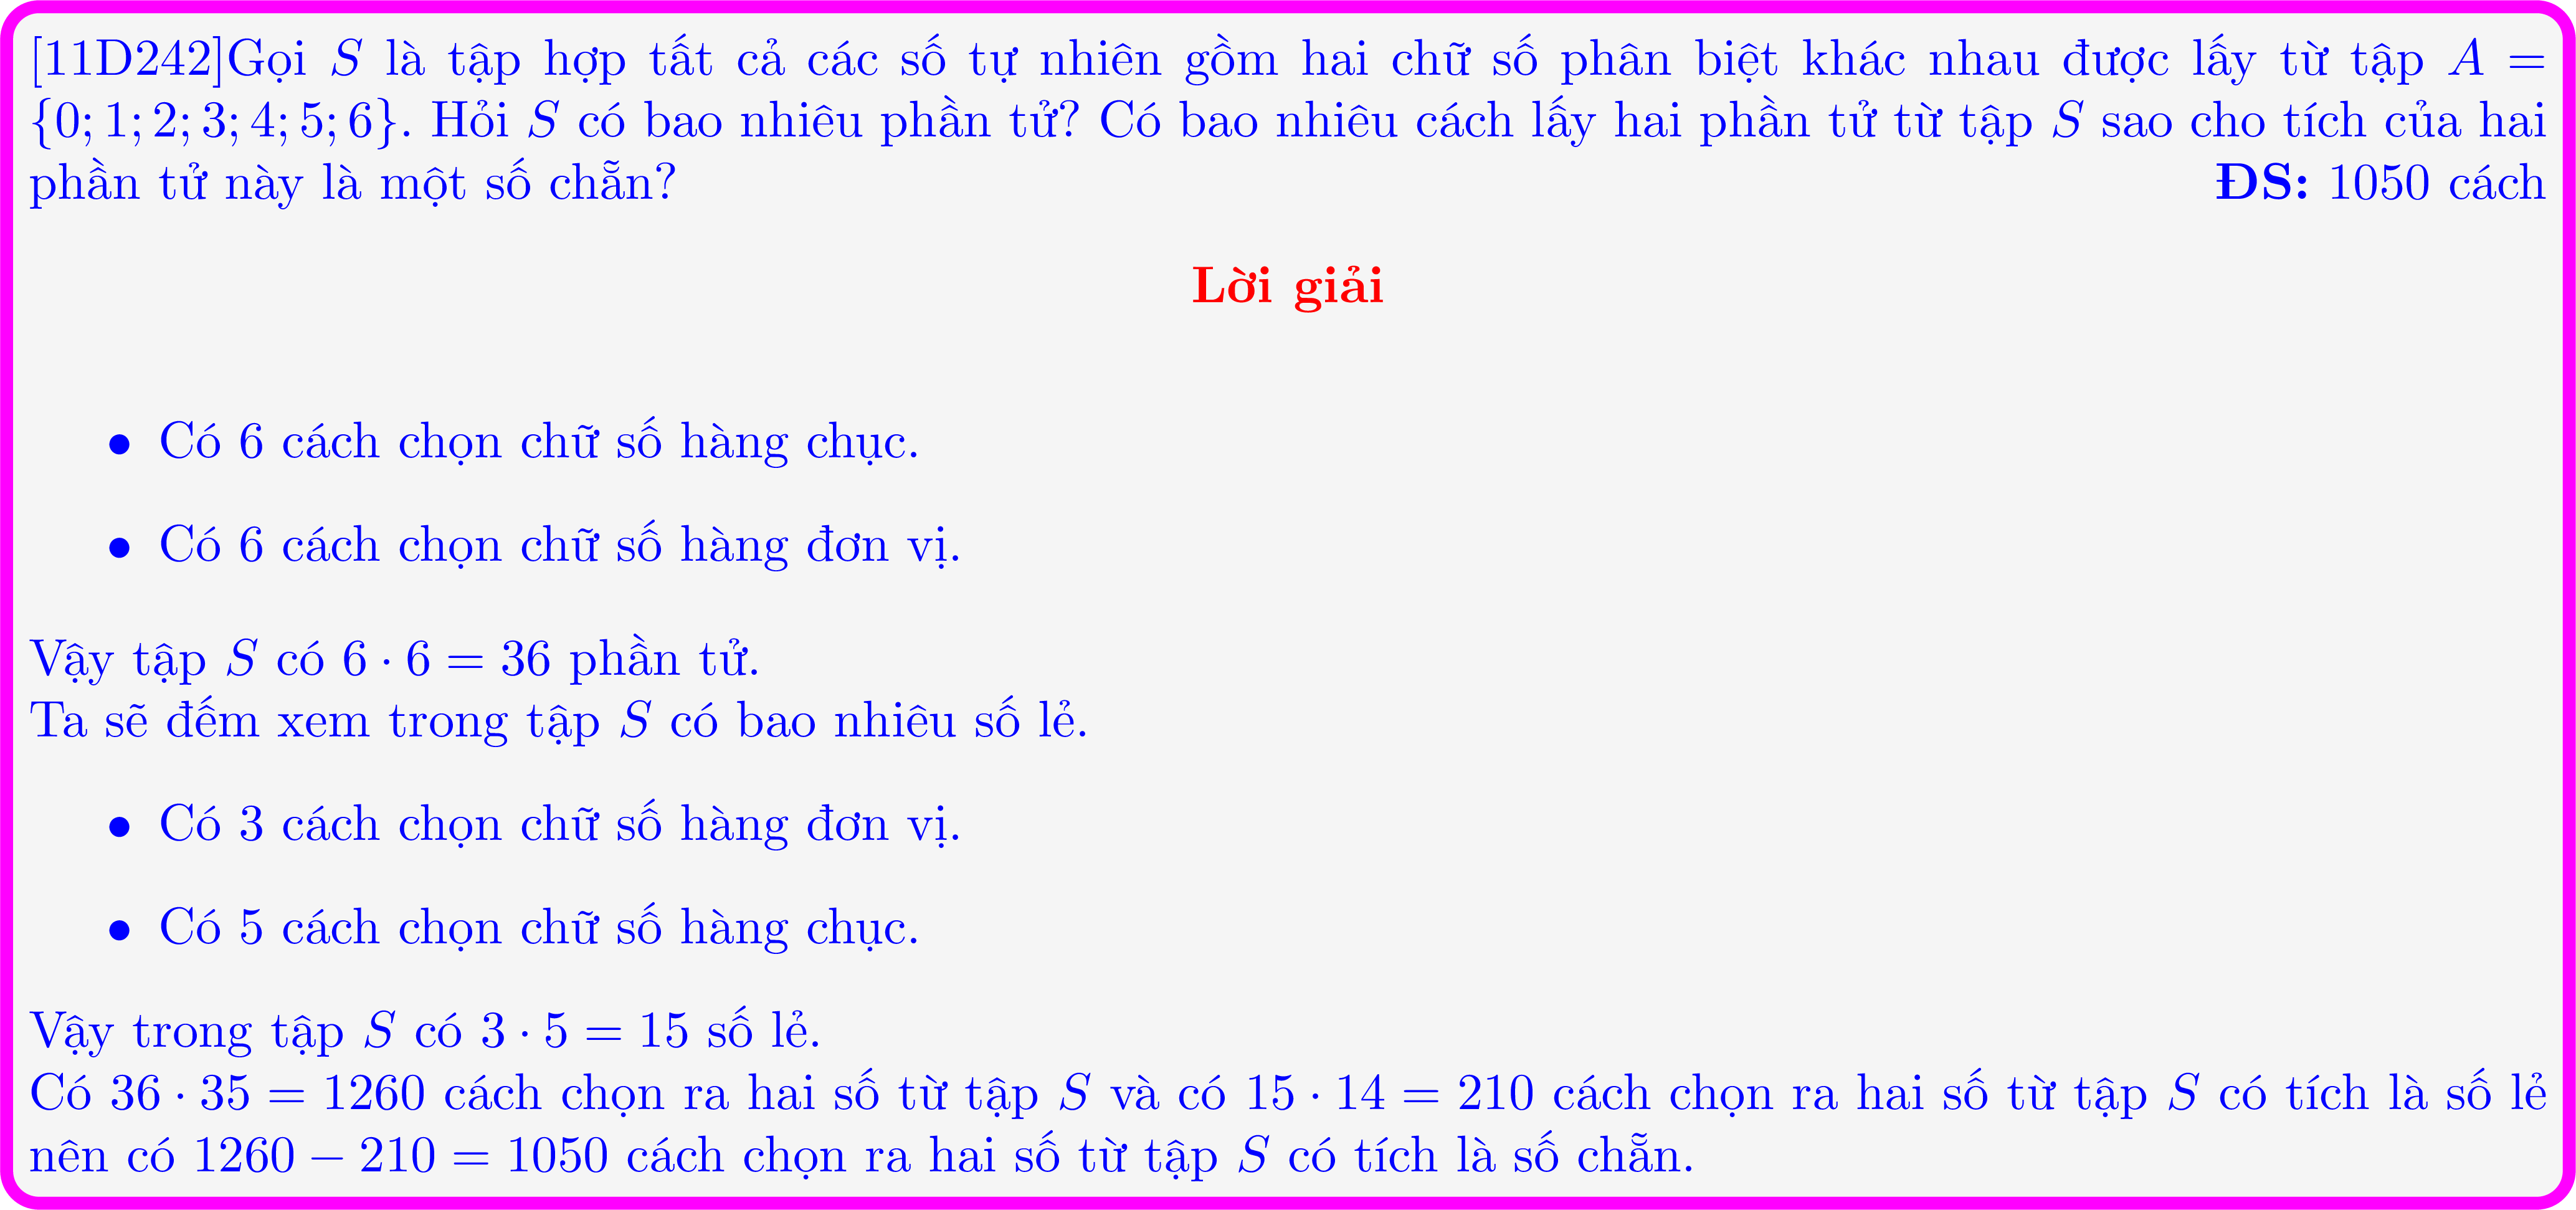 [11D242]Gọi S là tập hợp tất cả các số tự nhiên gồm hai chữ số phân biệt khác nhau được lấy từ tập A =
{0; 1; 2; 3; 4; 5; 6}. Hỏi S có bao nhiêu phần tử? Có bao nhiêu cách lấy hai phần tử từ tập S sao cho tích của hai
phần tử này là một số chẵn? ĐS: 1050 cách
Lời giải
• Có 6 cách chọn chữ số hàng chục.
• Có 6 cách chọn chữ số hàng đơn vị.
Vậy tập S có 6 · 6 = 36 phần tử.
Ta sẽ đếm xem trong tập S có bao nhiêu số lẻ.
• Có 3 cách chọn chữ số hàng đơn vị.
• Có 5 cách chọn chữ số hàng chục.
Vậy trong tập S có 3 · 5 = 15 số lẻ.
Có 36 · 35 = 1260 cách chọn ra hai số từ tập S và có 15 · 14 = 210 cách chọn ra hai số từ tập S có tích là số lẻ
nên có 1260 − 210 = 1050 cách chọn ra hai số từ tập S có tích là số chẵn.